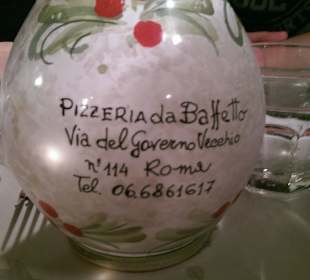 PIZZERIA da Baffetto
Via del Governo Vecchio
n° 114 Roma
Tel. 06.6861617